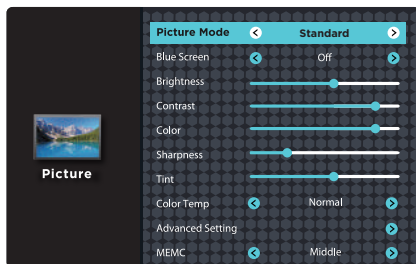 Picture Mode Standard
Blue Screen Off
Brightness
Contrast
Color
Sharpness
Picture
Tint
Color Temp Normal
Advanced Setting
MEMC Middle